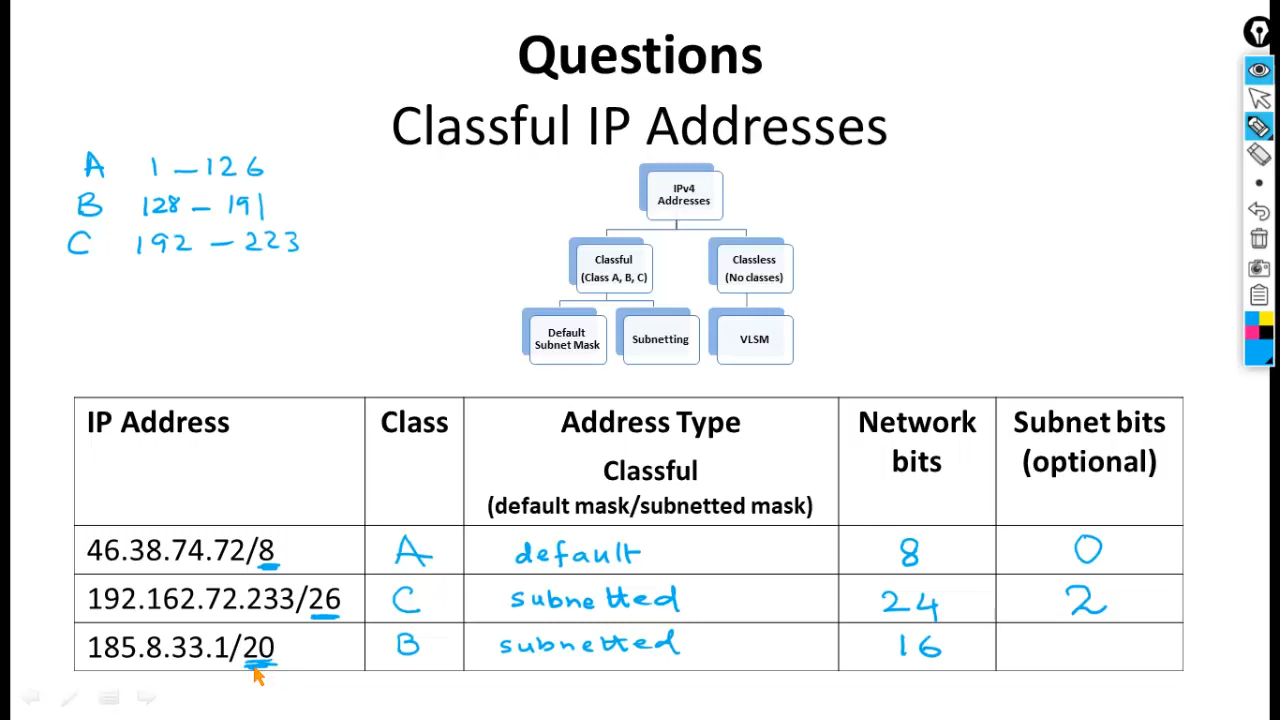 Questions
Classful IP Addresses
A 1 – 126
B 128 – 191
C 192 – 223
IPv4
Addresses
Classful
(Class A, B, C)
Classless
(No classes)
Default
Subnet Mask
Subnetting
VLSM
IP Address
Class
Address Type
Classful
(default mask/subnetted mask)
Network
bits
Subnet bits
(optional)
46.38.74.72/8 A default 8 0
192.162.72.233/26 C subnetted 24 2
185.8.33.1/20 B subnetted 16